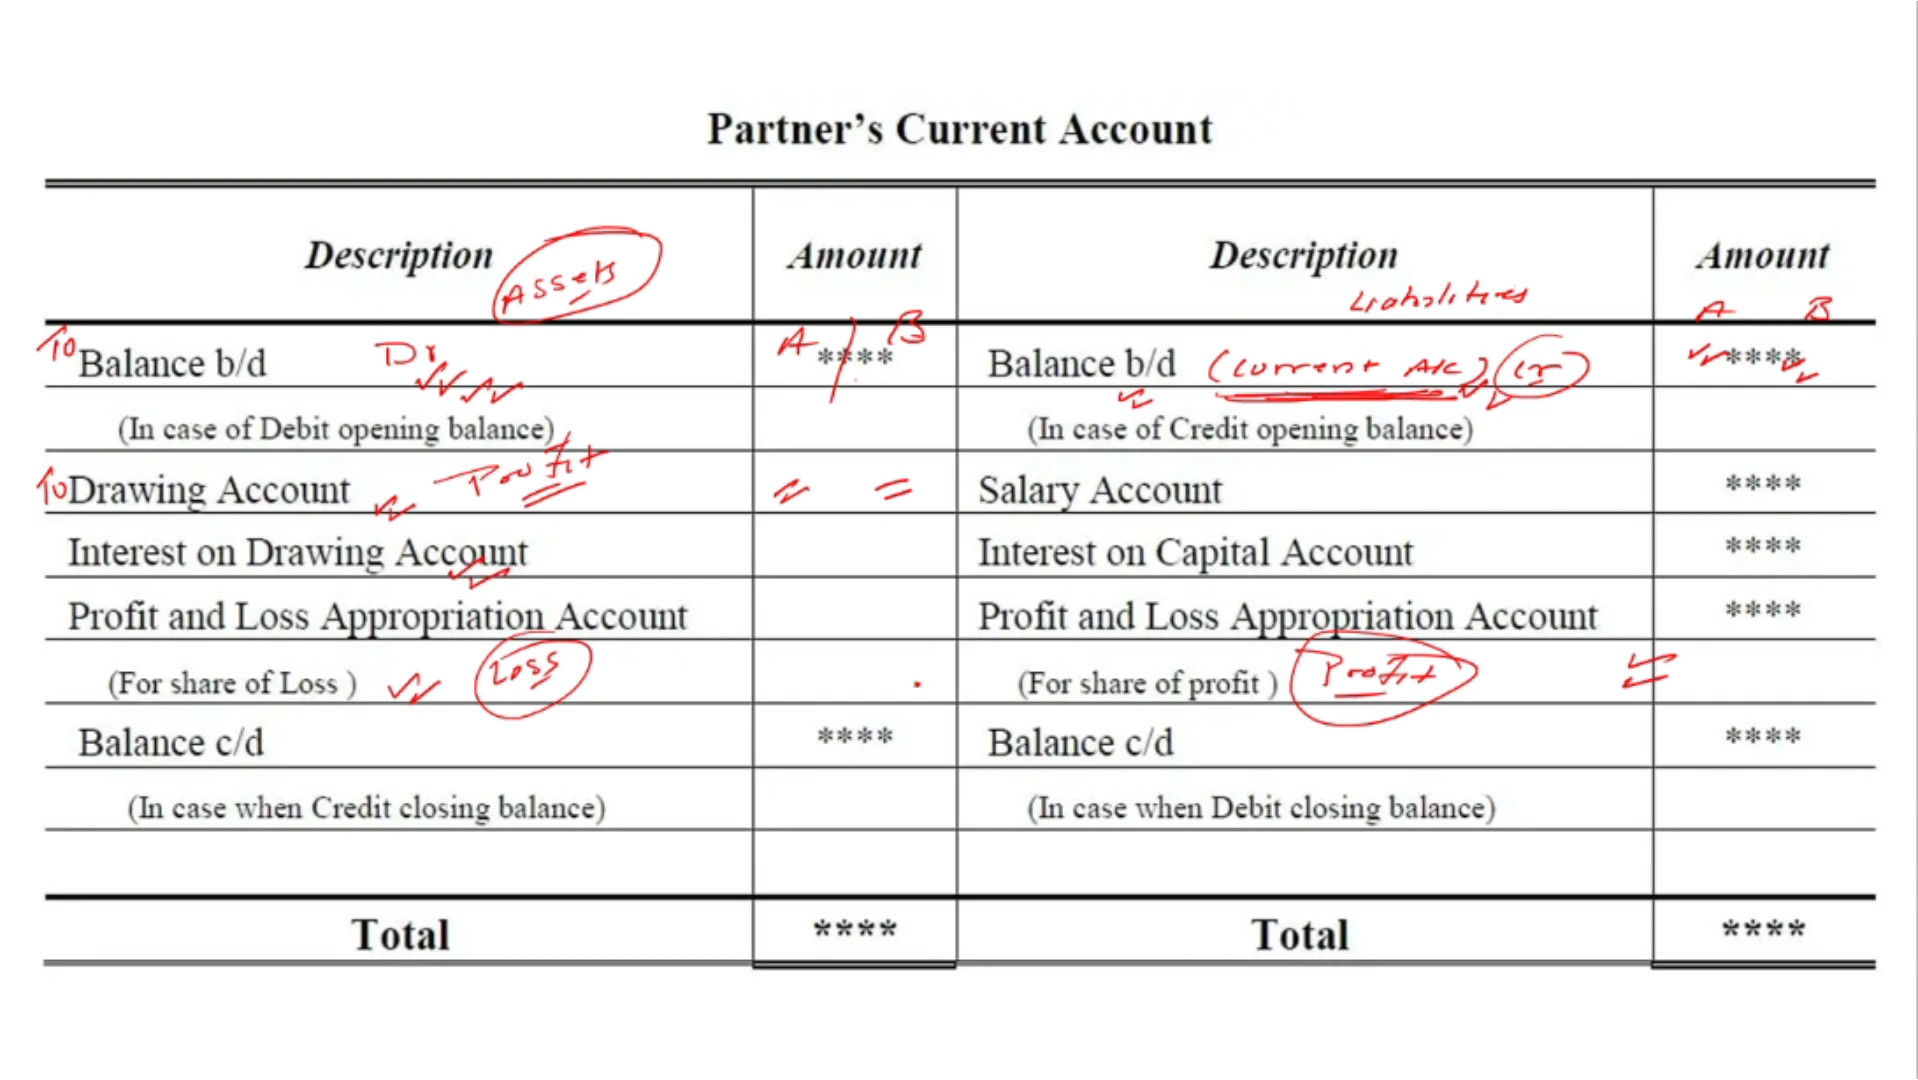 Partner's Current Account
Description Assets Amount Description Liabilities Amount
A B
To Balance b/d Dr A **** B Balance b/d (Current A/c) Cr ****
(In case of Debit opening balance) (In case of Credit opening balance)
To Drawing Account Profit Salary Account ****
Interest on Drawing Account Interest on Capital Account ****
Profit and Loss Appropriation Account Profit and Loss Appropriation Account ****
(For share of Loss ) Loss (For share of profit ) Profit
Balance c/d **** Balance c/d ****
(In case when Credit closing balance) (In case when Debit closing balance)
Total **** Total ****